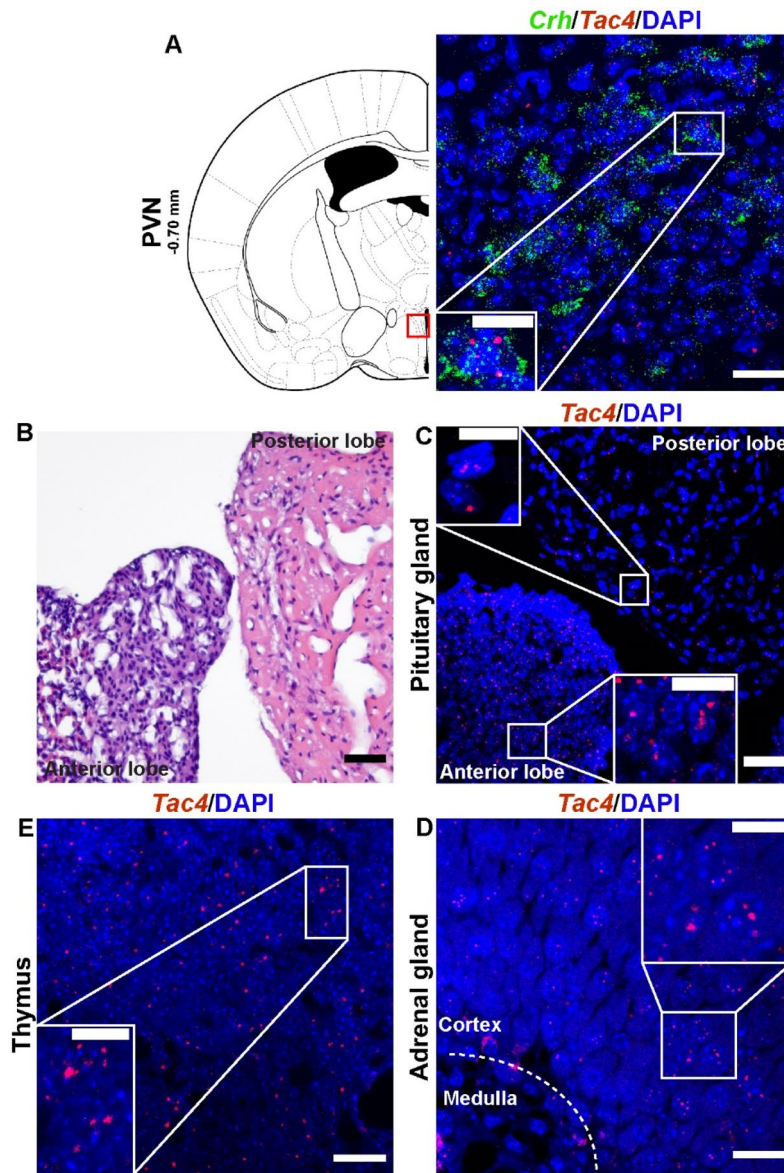 A
Crh/Tac4/DAPI
PVN
-0.70 mm
B
Posterior lobe
Anterior lobe
Tac4/DAPI
C
Posterior lobe
Pituitary gland
Anterior lobe
Tac4/DAPI
E
Thymus
Tac4/DAPI
D
Adrenal gland
Cortex
Medulla